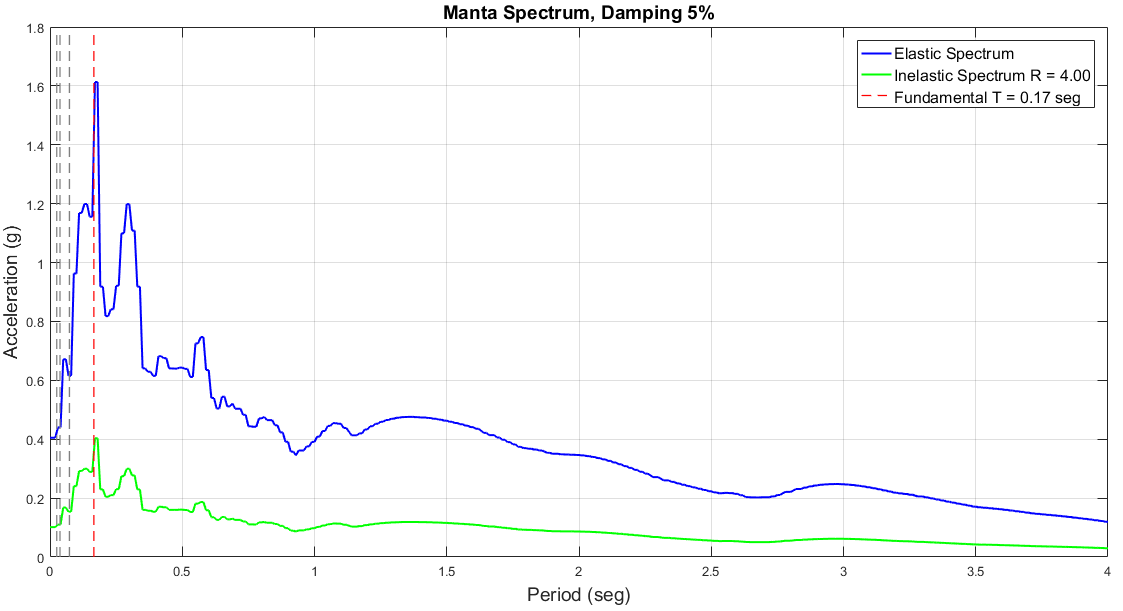 Manta Spectrum, Damping 5%
Elastic Spectrum
Inelastic Spectrum R = 4.00
Fundamental T = 0.17 seg
Acceleration (g)
1.8
1.6
1.4
1.2
1
0.8
0.6
0.4
0.2
0
0 0.5 1 1.5 2 2.5 3 3.5 4
Period (seg)